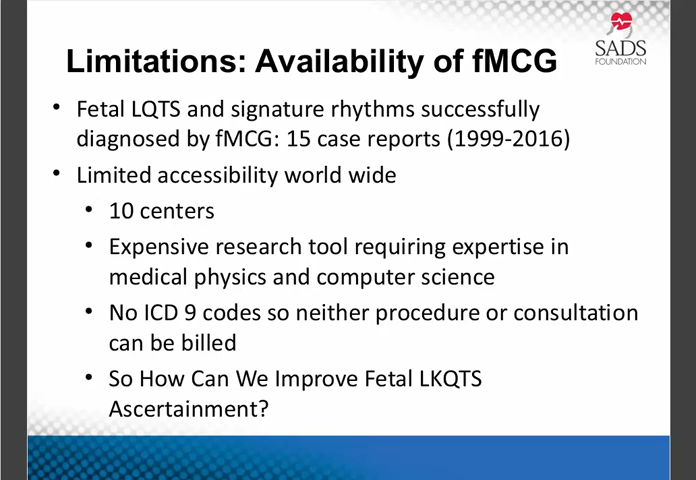 SADS
FOUNDATION
Limitations: Availability of fMCG
• Fetal LQTS and signature rhythms successfully
diagnosed by fMCG: 15 case reports (1999-2016)
• Limited accessibility world wide
• 10 centers
• Expensive research tool requiring expertise in
medical physics and computer science
• No ICD 9 codes so neither procedure or consultation
can be billed
• So How Can We Improve Fetal LKQTS
Ascertainment?